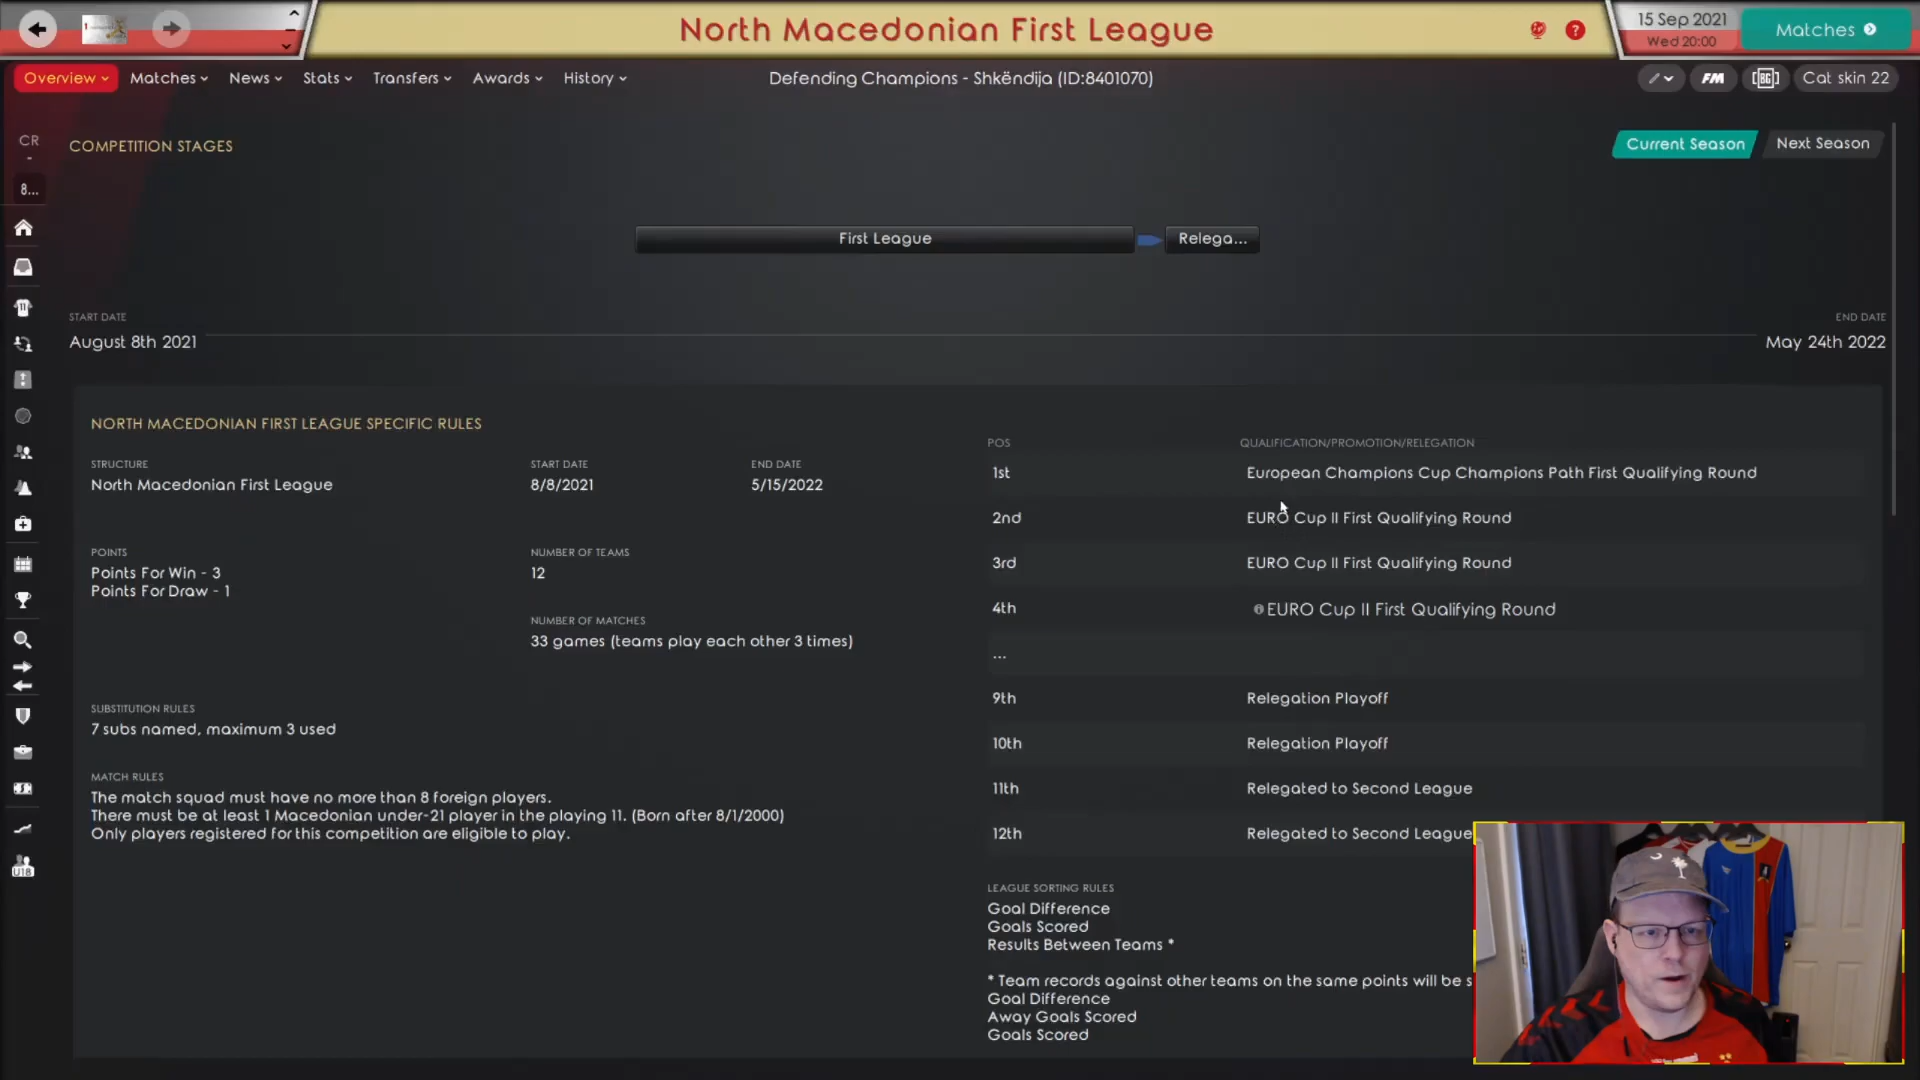 North Macedonian First League
15 Sep 2021
Wed 20:00
Matches
Overview
Matches
News
Stats
Transfers
Awards
History
Defending Champions - Shkëndija (ID:8401070)
FM
BG
Cat skin 22
CR
-
8...
COMPETITION STAGES
Current Season
Next Season
First League
Relega...
START DATE
August 8th 2021
END DATE
May 24th 2022
NORTH MACEDONIAN FIRST LEAGUE SPECIFIC RULES
STRUCTURE
North Macedonian First League
START DATE
8/8/2021
END DATE
5/15/2022
POINTS
Points For Win - 3
Points For Draw - 1
NUMBER OF TEAMS
12
NUMBER OF MATCHES
33 games (teams play each other 3 times)
SUBSTITUTION RULES
7 subs named, maximum 3 used
MATCH RULES
The match squad must have no more than 8 foreign players.
There must be at least 1 Macedonian under-21 player in the playing 11. (Born after 8/1/2000)
Only players registered for this competition are eligible to play.
POS QUALIFICATION/PROMOTION/RELEGATION
1st European Champions Cup Champions Path First Qualifying Round
2nd EURO Cup II First Qualifying Round
3rd EURO Cup II First Qualifying Round
4th EURO Cup II First Qualifying Round
...
9th Relegation Playoff
10th Relegation Playoff
11th Relegated to Second League
12th Relegated to Second League
LEAGUE SORTING RULES
Goal Difference
Goals Scored
Results Between Teams *
* Team records against other teams on the same points will be s
Goal Difference
Away Goals Scored
Goals Scored
11
U18